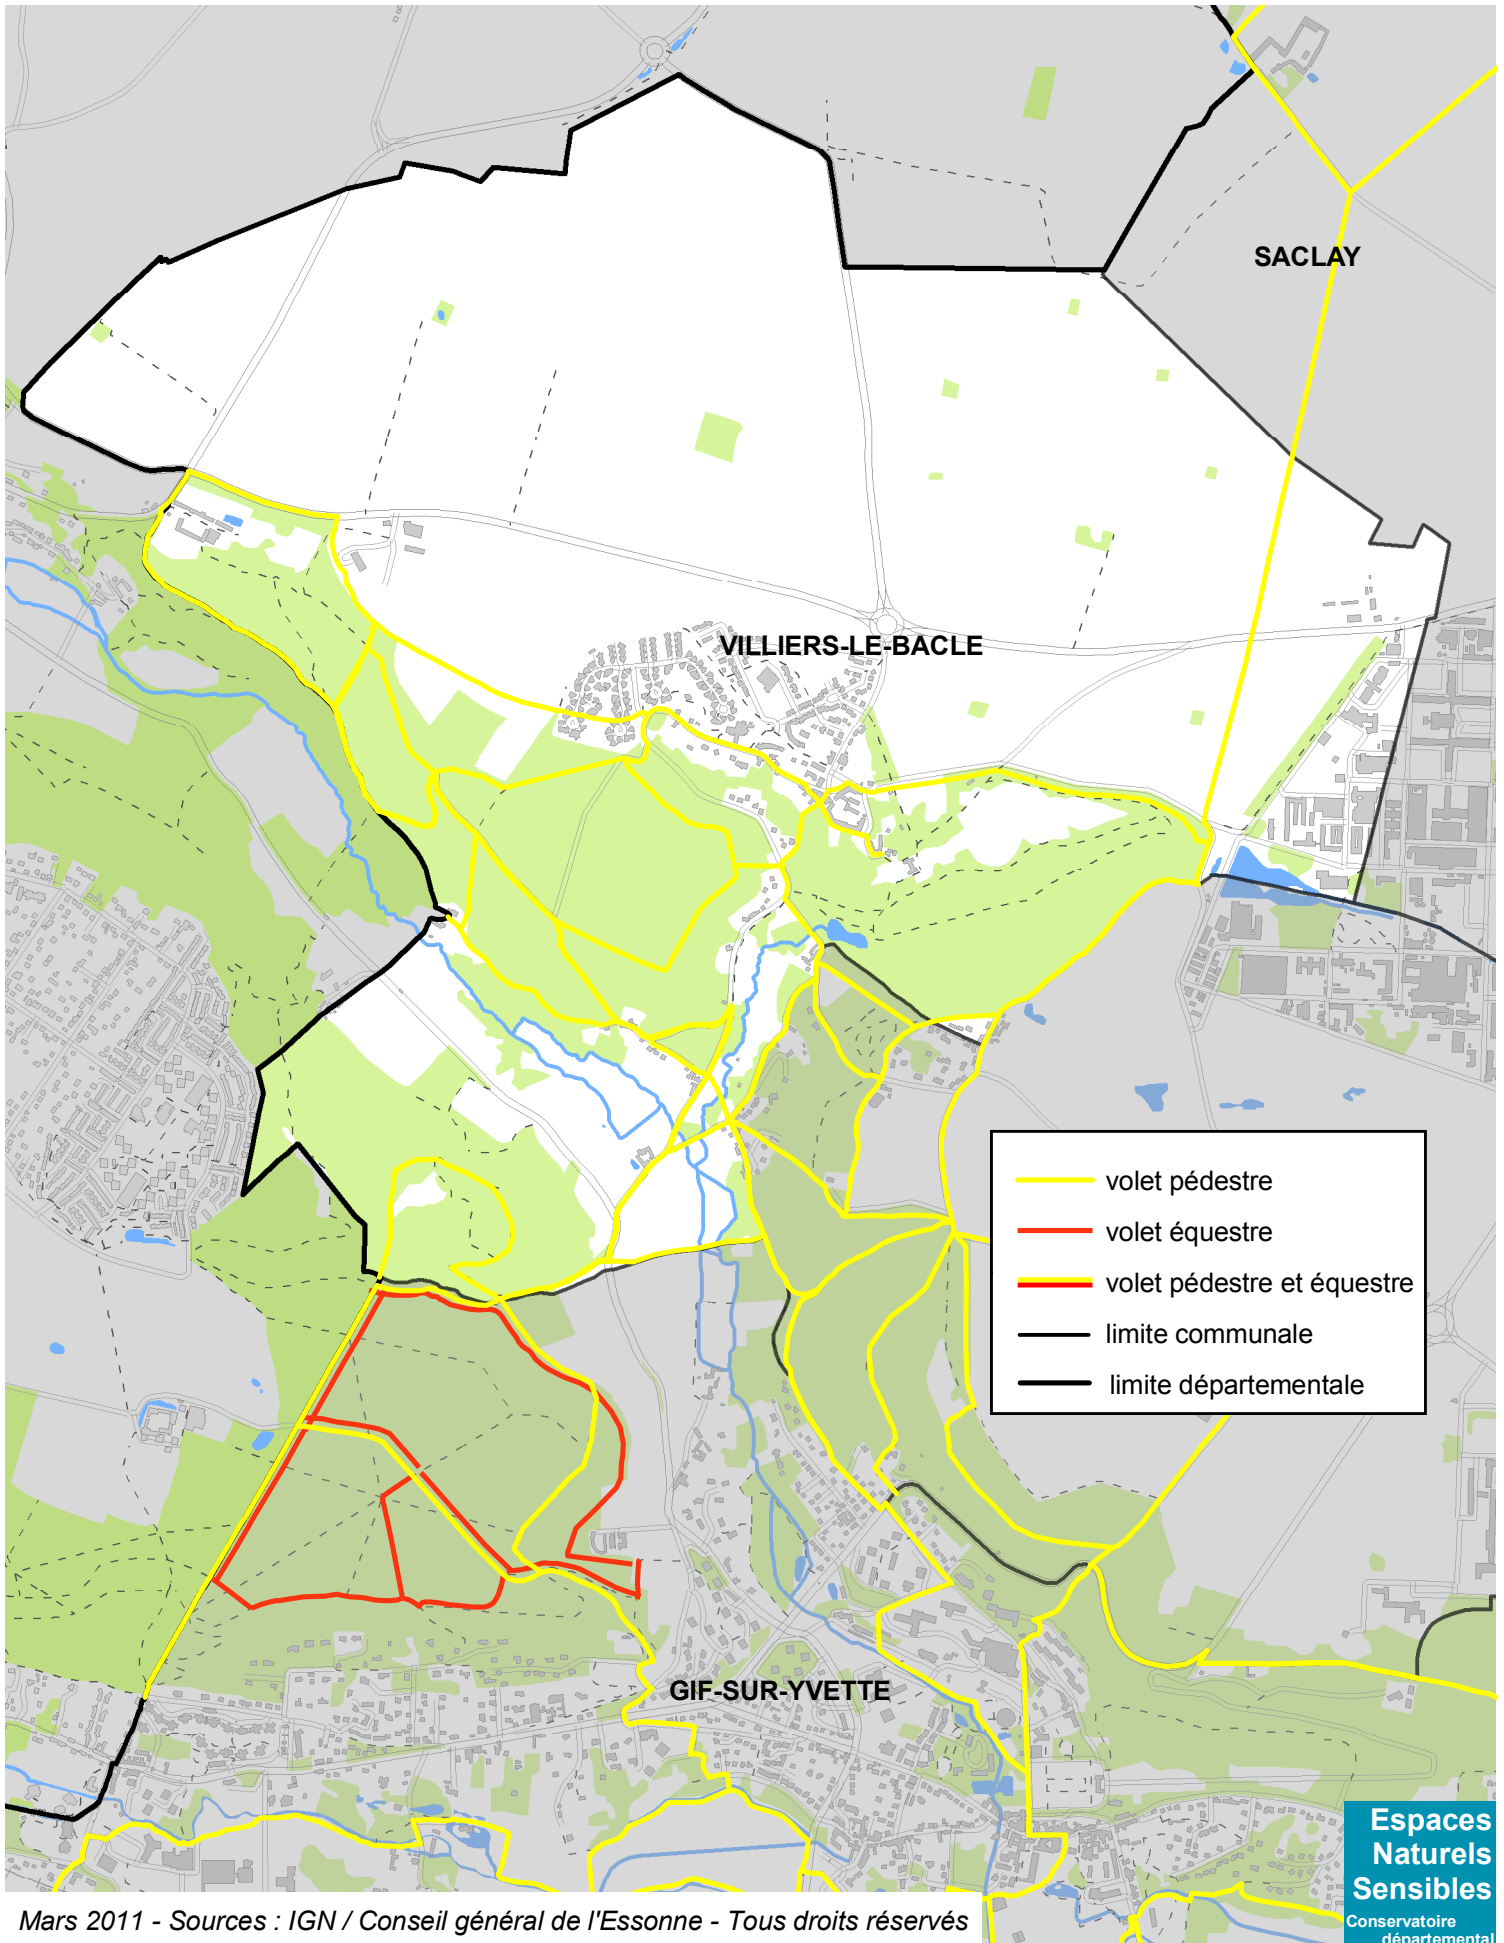 SACLAY
VILLIERS-LE-BACLE
volet pédestre
volet équestre
volet pédestre et équestre
limite communale
limite départementale
GIF-SUR-YVETTE
Espaces
Naturels
Sensibles
Conservatoire
départemental
Mars 2011 - Sources : IGN / Conseil général de l'Essonne - Tous droits réservés